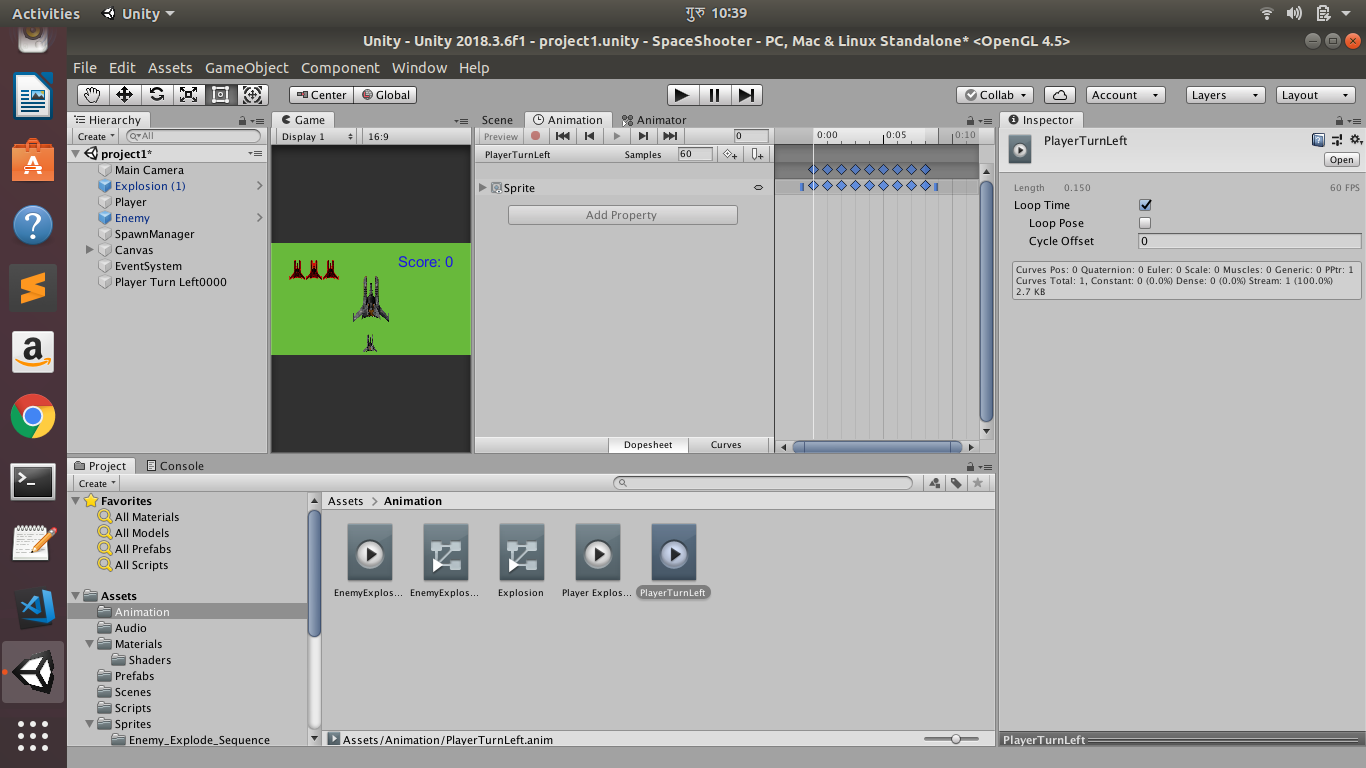 Activities
Unity
गुरु 10:39
Unity - Unity 2018.3.6f1 - project1.unity - SpaceShooter - PC, Mac & Linux Standalone* <OpenGL 4.5>
File Edit Assets GameObject Component Window Help
Center Global
Collab Account Layers Layout
Hierarchy
Create All
project1*
Main Camera
Explosion (1)
Player
Enemy
SpawnManager
Canvas
EventSystem
Player Turn Left0000
Game
Display 1 16:9
Score: 0
Scene Animation Animator
Preview 0 0:00 0:05 0:10
PlayerTurnLeft Samples 60
Sprite
Add Property
Dopesheet Curves
Inspector
PlayerTurnLeft
Open
Length 0.150 60 FPS
Loop Time
Loop Pose
Cycle Offset 0
Curves Pos: 0 Quaternion: 0 Euler: 0 Scale: 0 Muscles: 0 Generic: 0 PPtr: 1
Curves Total: 1, Constant: 0 (0.0%) Dense: 0 (0.0%) Stream: 1 (100.0%)
2.7 KB
Project Console
Create
Favorites
All Materials
All Models
All Prefabs
All Scripts
Assets
Animation
Audio
Materials
Shaders
Prefabs
Scenes
Scripts
Sprites
Enemy_Explode_Sequence
Assets > Animation
EnemyExplos... EnemyExplos... Explosion Player Explos... PlayerTurnLeft
Assets/Animation/PlayerTurnLeft.anim
PlayerTurnLeft